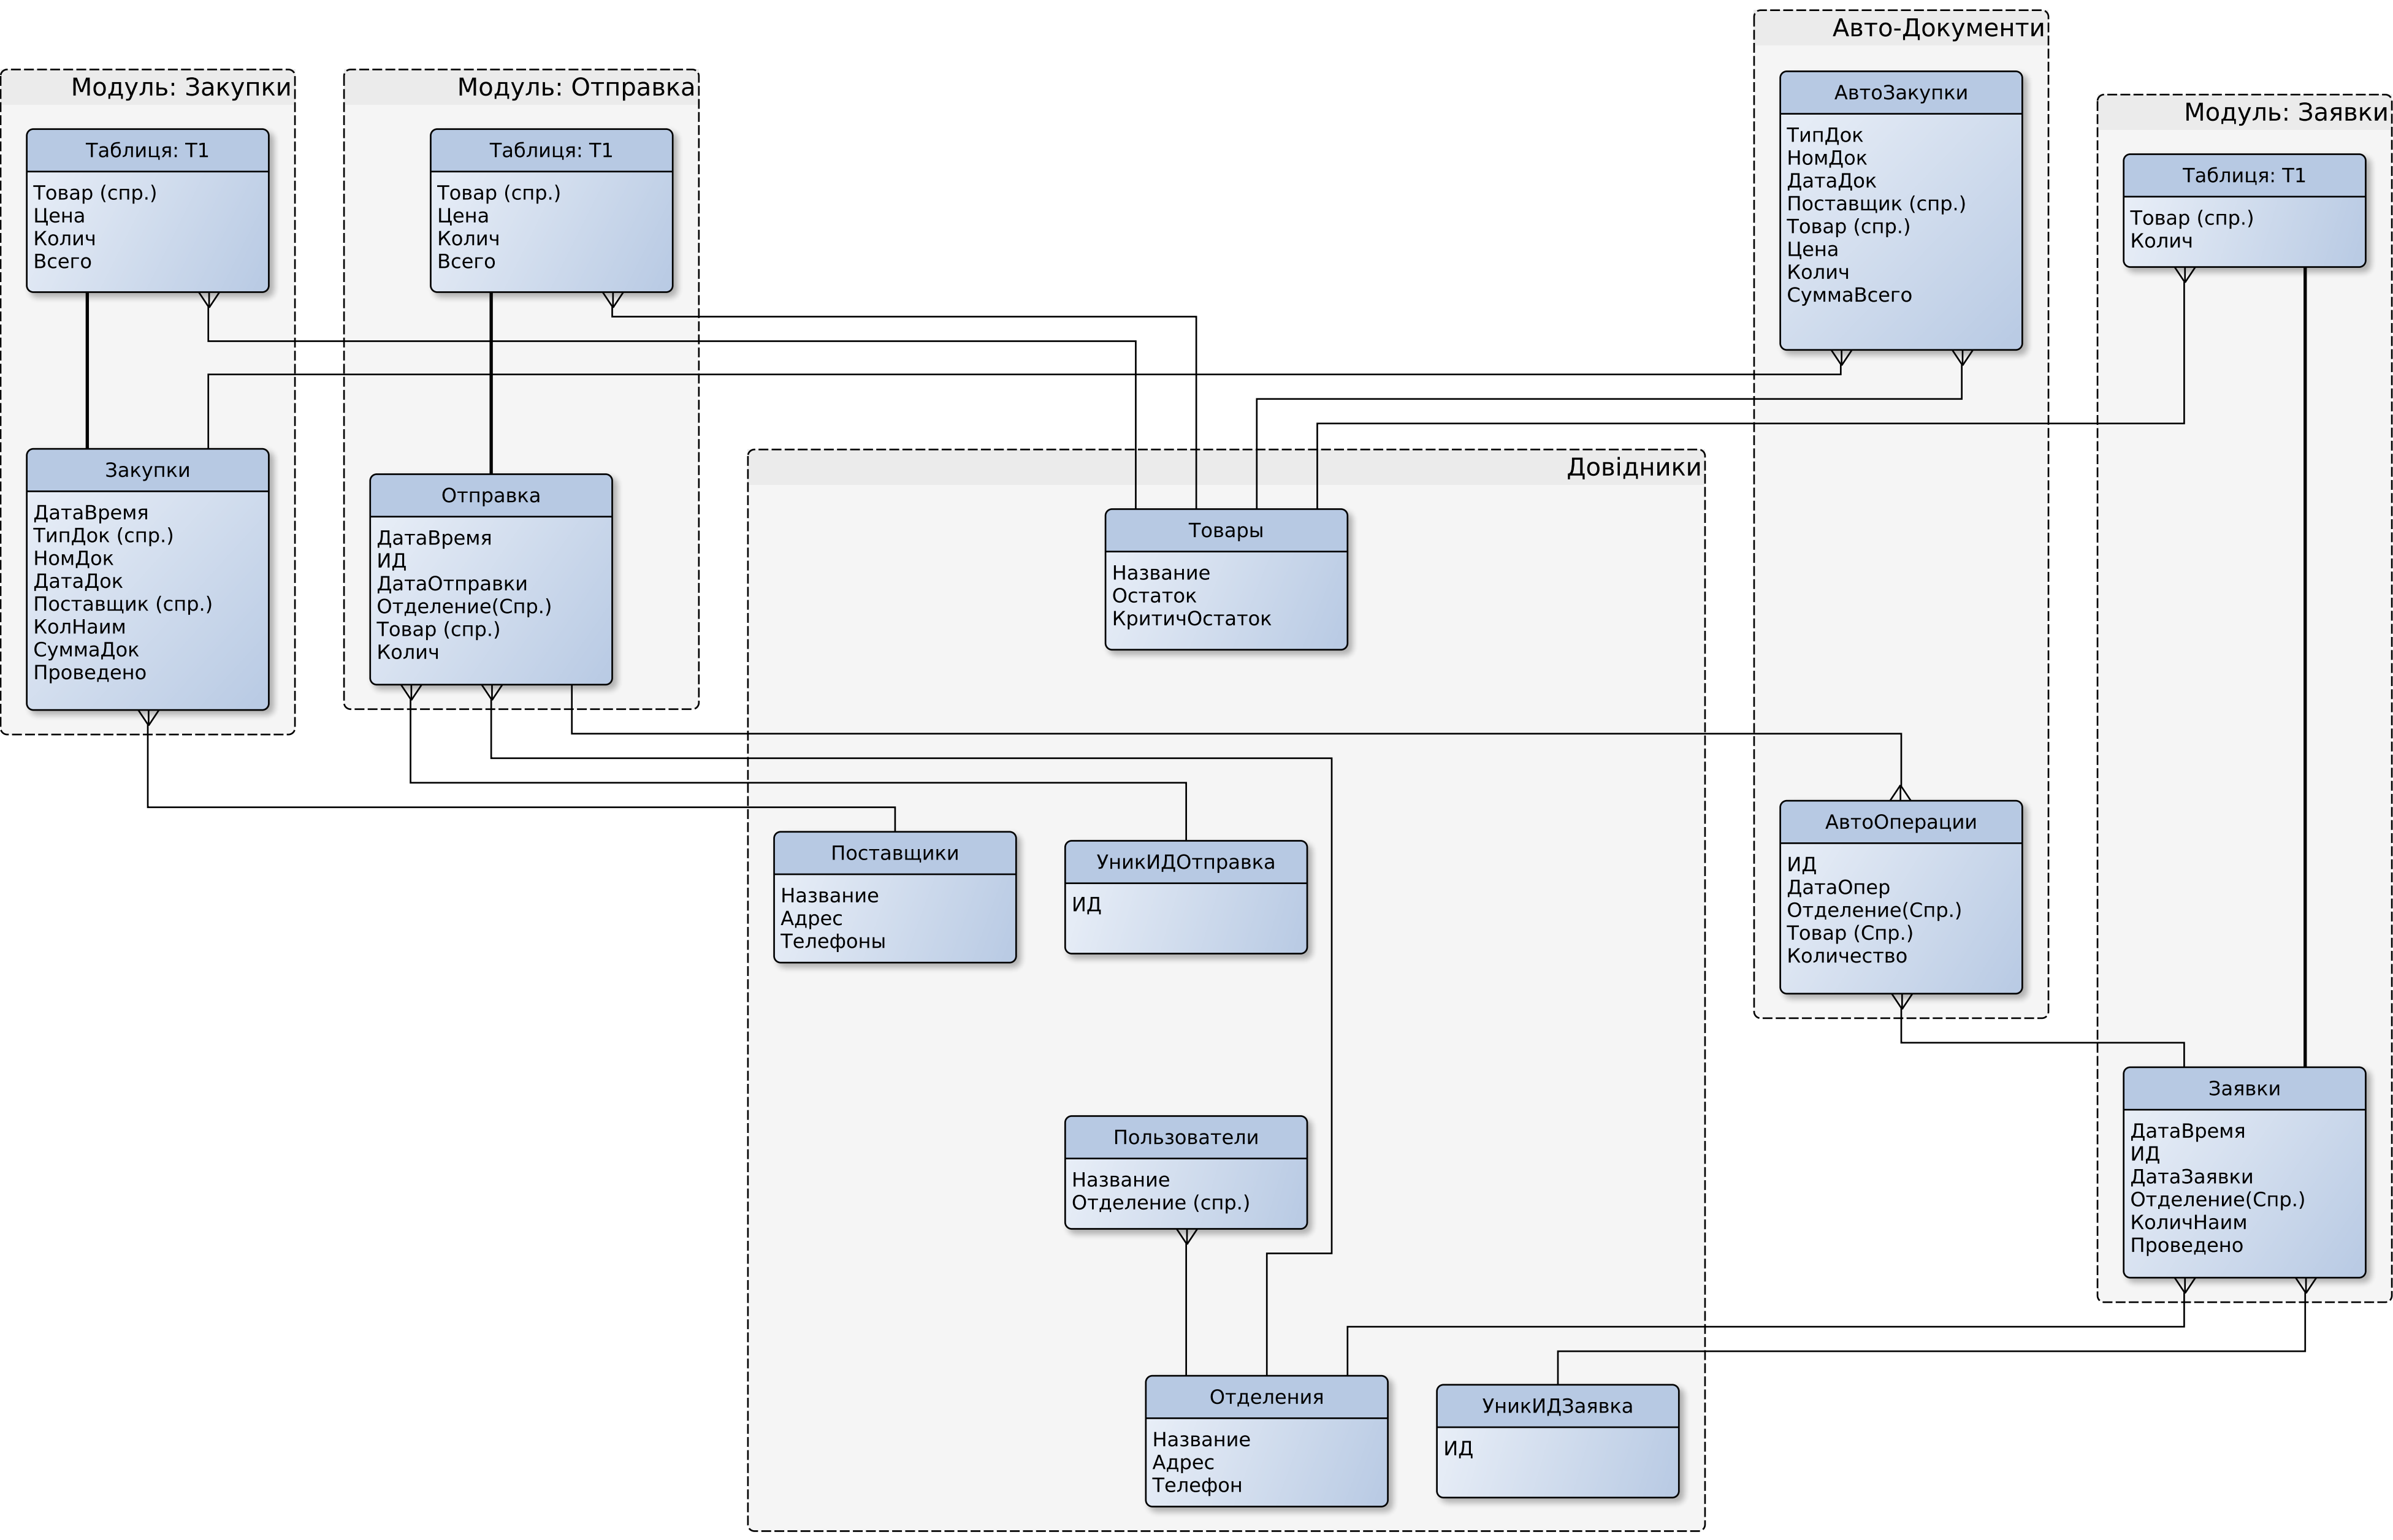 Модуль: Закупки
Таблиця: Т1
Товар (спр.)
Цена
Колич
Всего
Закупки
ДатаВремя
ТипДок (спр.)
НомДок
ДатаДок
Поставщик (спр.)
КолНаим
СуммаДок
Проведено
Модуль: Отправка
Таблиця: Т1
Товар (спр.)
Цена
Колич
Всего
Отправка
ДатаВремя
ИД
ДатаОтправки
Отделение(Спр.)
Товар (спр.)
Колич
Довідники
Товары
Название
Остаток
КритичОстаток
Поставщики
Название
Адрес
Телефоны
УникИДОтправка
ИД
Пользователи
Название
Отделение (спр.)
Отделения
Название
Адрес
Телефон
УникИДЗаявка
ИД
Авто-Документи
АвтоЗакупки
ТипДок
НомДок
ДатаДок
Поставщик (спр.)
Товар (спр.)
Цена
Колич
СуммаВсего
АвтоОперации
ИД
ДатаОпер
Отделение(Спр.)
Товар (Спр.)
Количество
Модуль: Заявки
Таблиця: Т1
Товар (спр.)
Колич
Заявки
ДатаВремя
ИД
ДатаЗаявки
Отделение(Спр.)
КоличНаим
Проведено